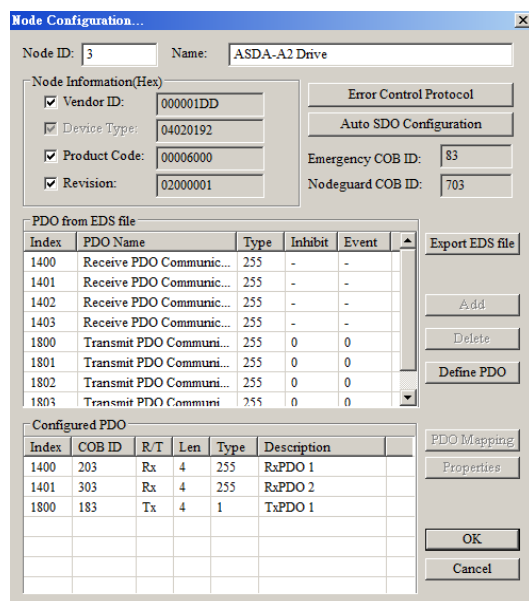 Node Configuration...
Node ID: 3 Name: ASDA-A2 Drive
Node Information(Hex)
Vendor ID: 000001DD
Device Type: 04020192
Product Code: 00006000
Revision: 02000001
Error Control Protocol
Auto SDO Configuration
Emergency COB ID: 83
Nodeguard COB ID: 703
PDO from EDS file
Index PDO Name Type Inhibit Event
1400 Receive PDO Communic... 255 - -
1401 Receive PDO Communic... 255 - -
1402 Receive PDO Communic... 255 - -
1403 Receive PDO Communic... 255 - -
1800 Transmit PDO Communi... 255 0 0
1801 Transmit PDO Communi... 255 0 0
1802 Transmit PDO Communi... 255 0 0
1803 Transmit PDO Communi... 255 0 0
Export EDS file
Add
Delete
Define PDO
Configured PDO
Index COB ID R/T Len Type Description
1400 203 Rx 4 255 RxPDO 1
1401 303 Rx 4 255 RxPDO 2
1800 183 Tx 4 1 TxPDO 1
PDO Mapping
Properties
OK
Cancel